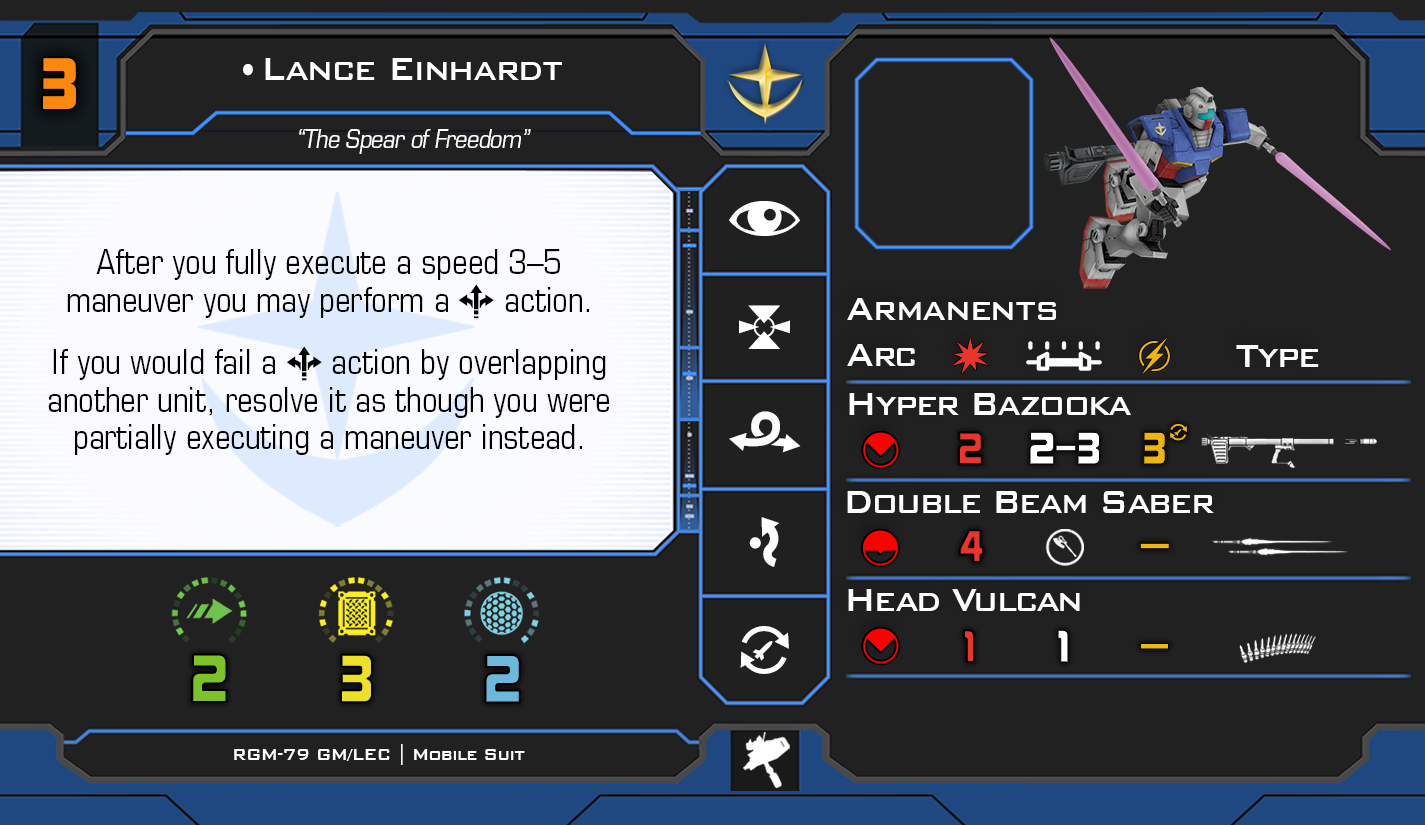 3
• Lance Einhardt
“The Spear of Freedom”
After you fully execute a speed 3–5
maneuver you may perform a action.
If you would fail a action by overlapping
another unit, resolve it as though you were
partially executing a maneuver instead.
2 3 2
RGM-79 GM/LEC | Mobile Suit
Armanents
Arc Type
Hyper Bazooka
2 2–3 3
Double Beam Saber
4 –
Head Vulcan
1 1 –